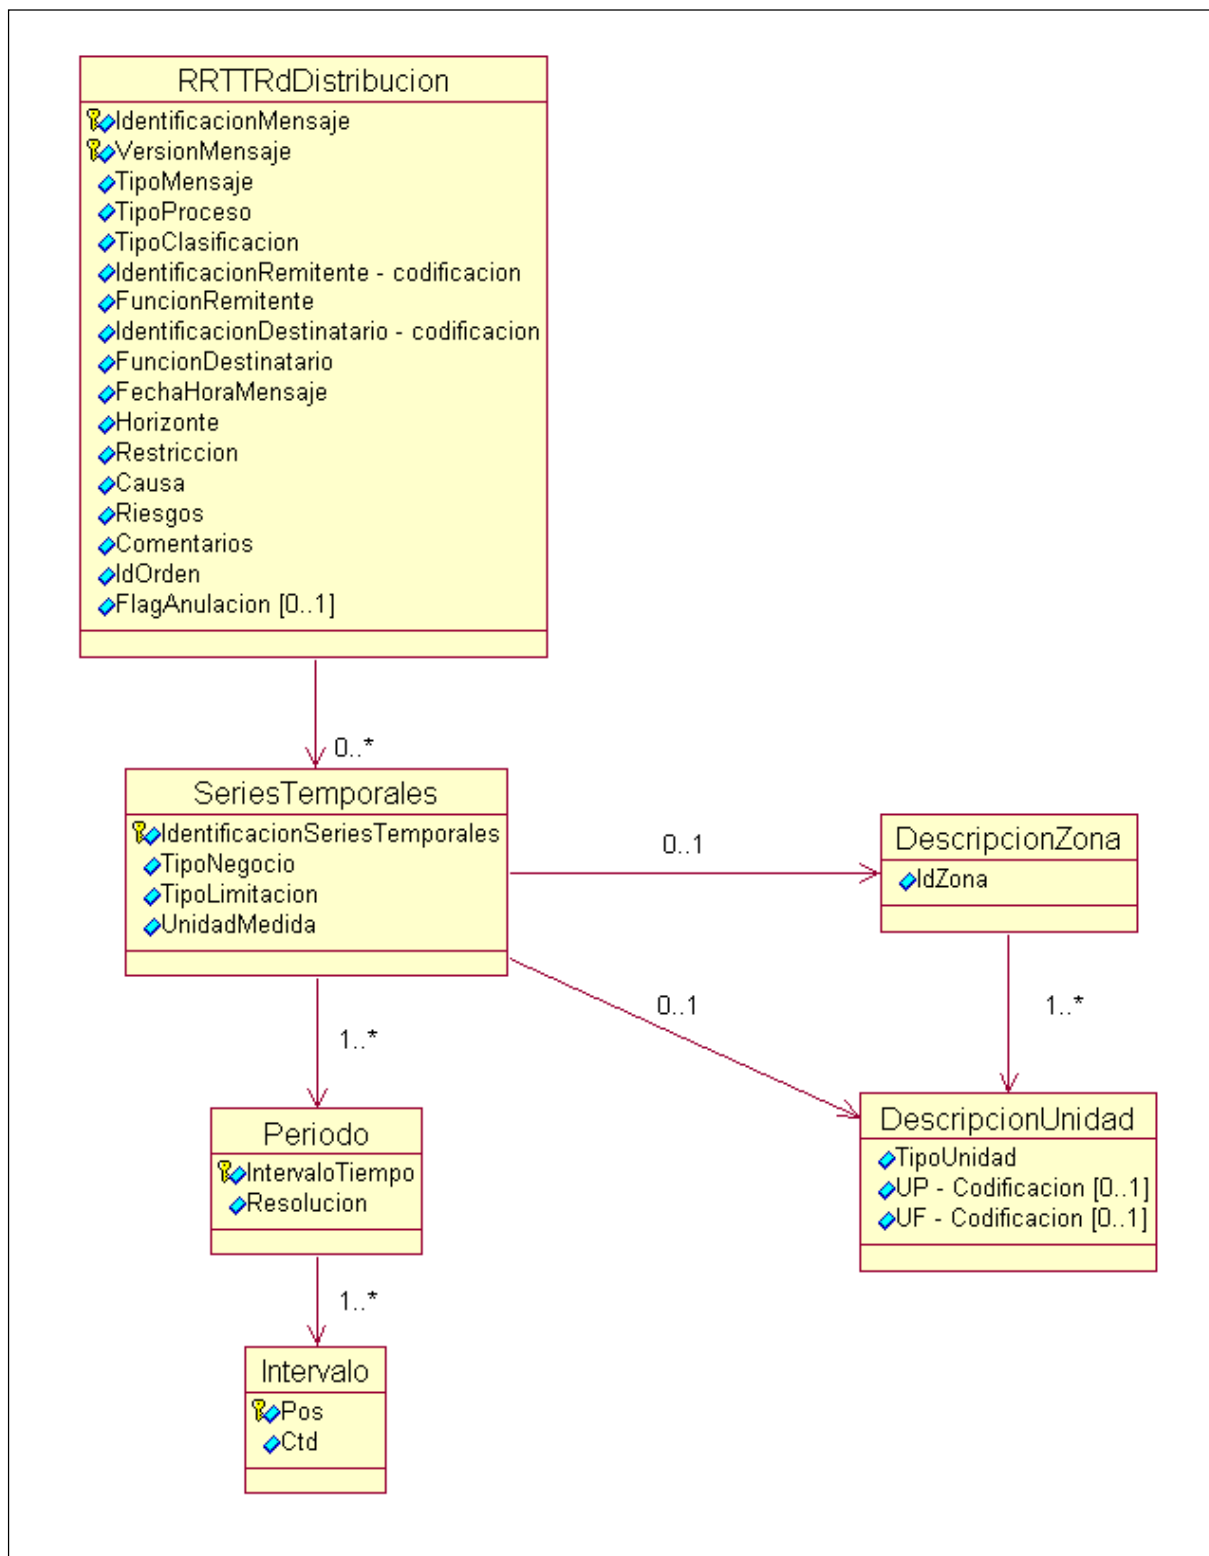 RRTTRdDistribucion
IdentificacionMensaje
VersionMensaje
TipoMensaje
TipoProceso
TipoClasificacion
IdentificacionRemitente - codificacion
FuncionRemitente
IdentificacionDestinatario - codificacion
FuncionDestinatario
FechaHoraMensaje
Horizonte
Restriccion
Causa
Riesgos
Comentarios
IdOrden
FlagAnulacion [0..1]
0..*
SeriesTemporales
IdentificacionSeriesTemporales
TipoNegocio
TipoLimitacion
UnidadMedida
0..1
DescripcionZona
IdZona
0..1
1..*
1..*
DescripcionUnidad
TipoUnidad
UP - Codificacion [0..1]
UF - Codificacion [0..1]
Periodo
IntervaloTiempo
Resolucion
1..*
Intervalo
Pos
Ctd